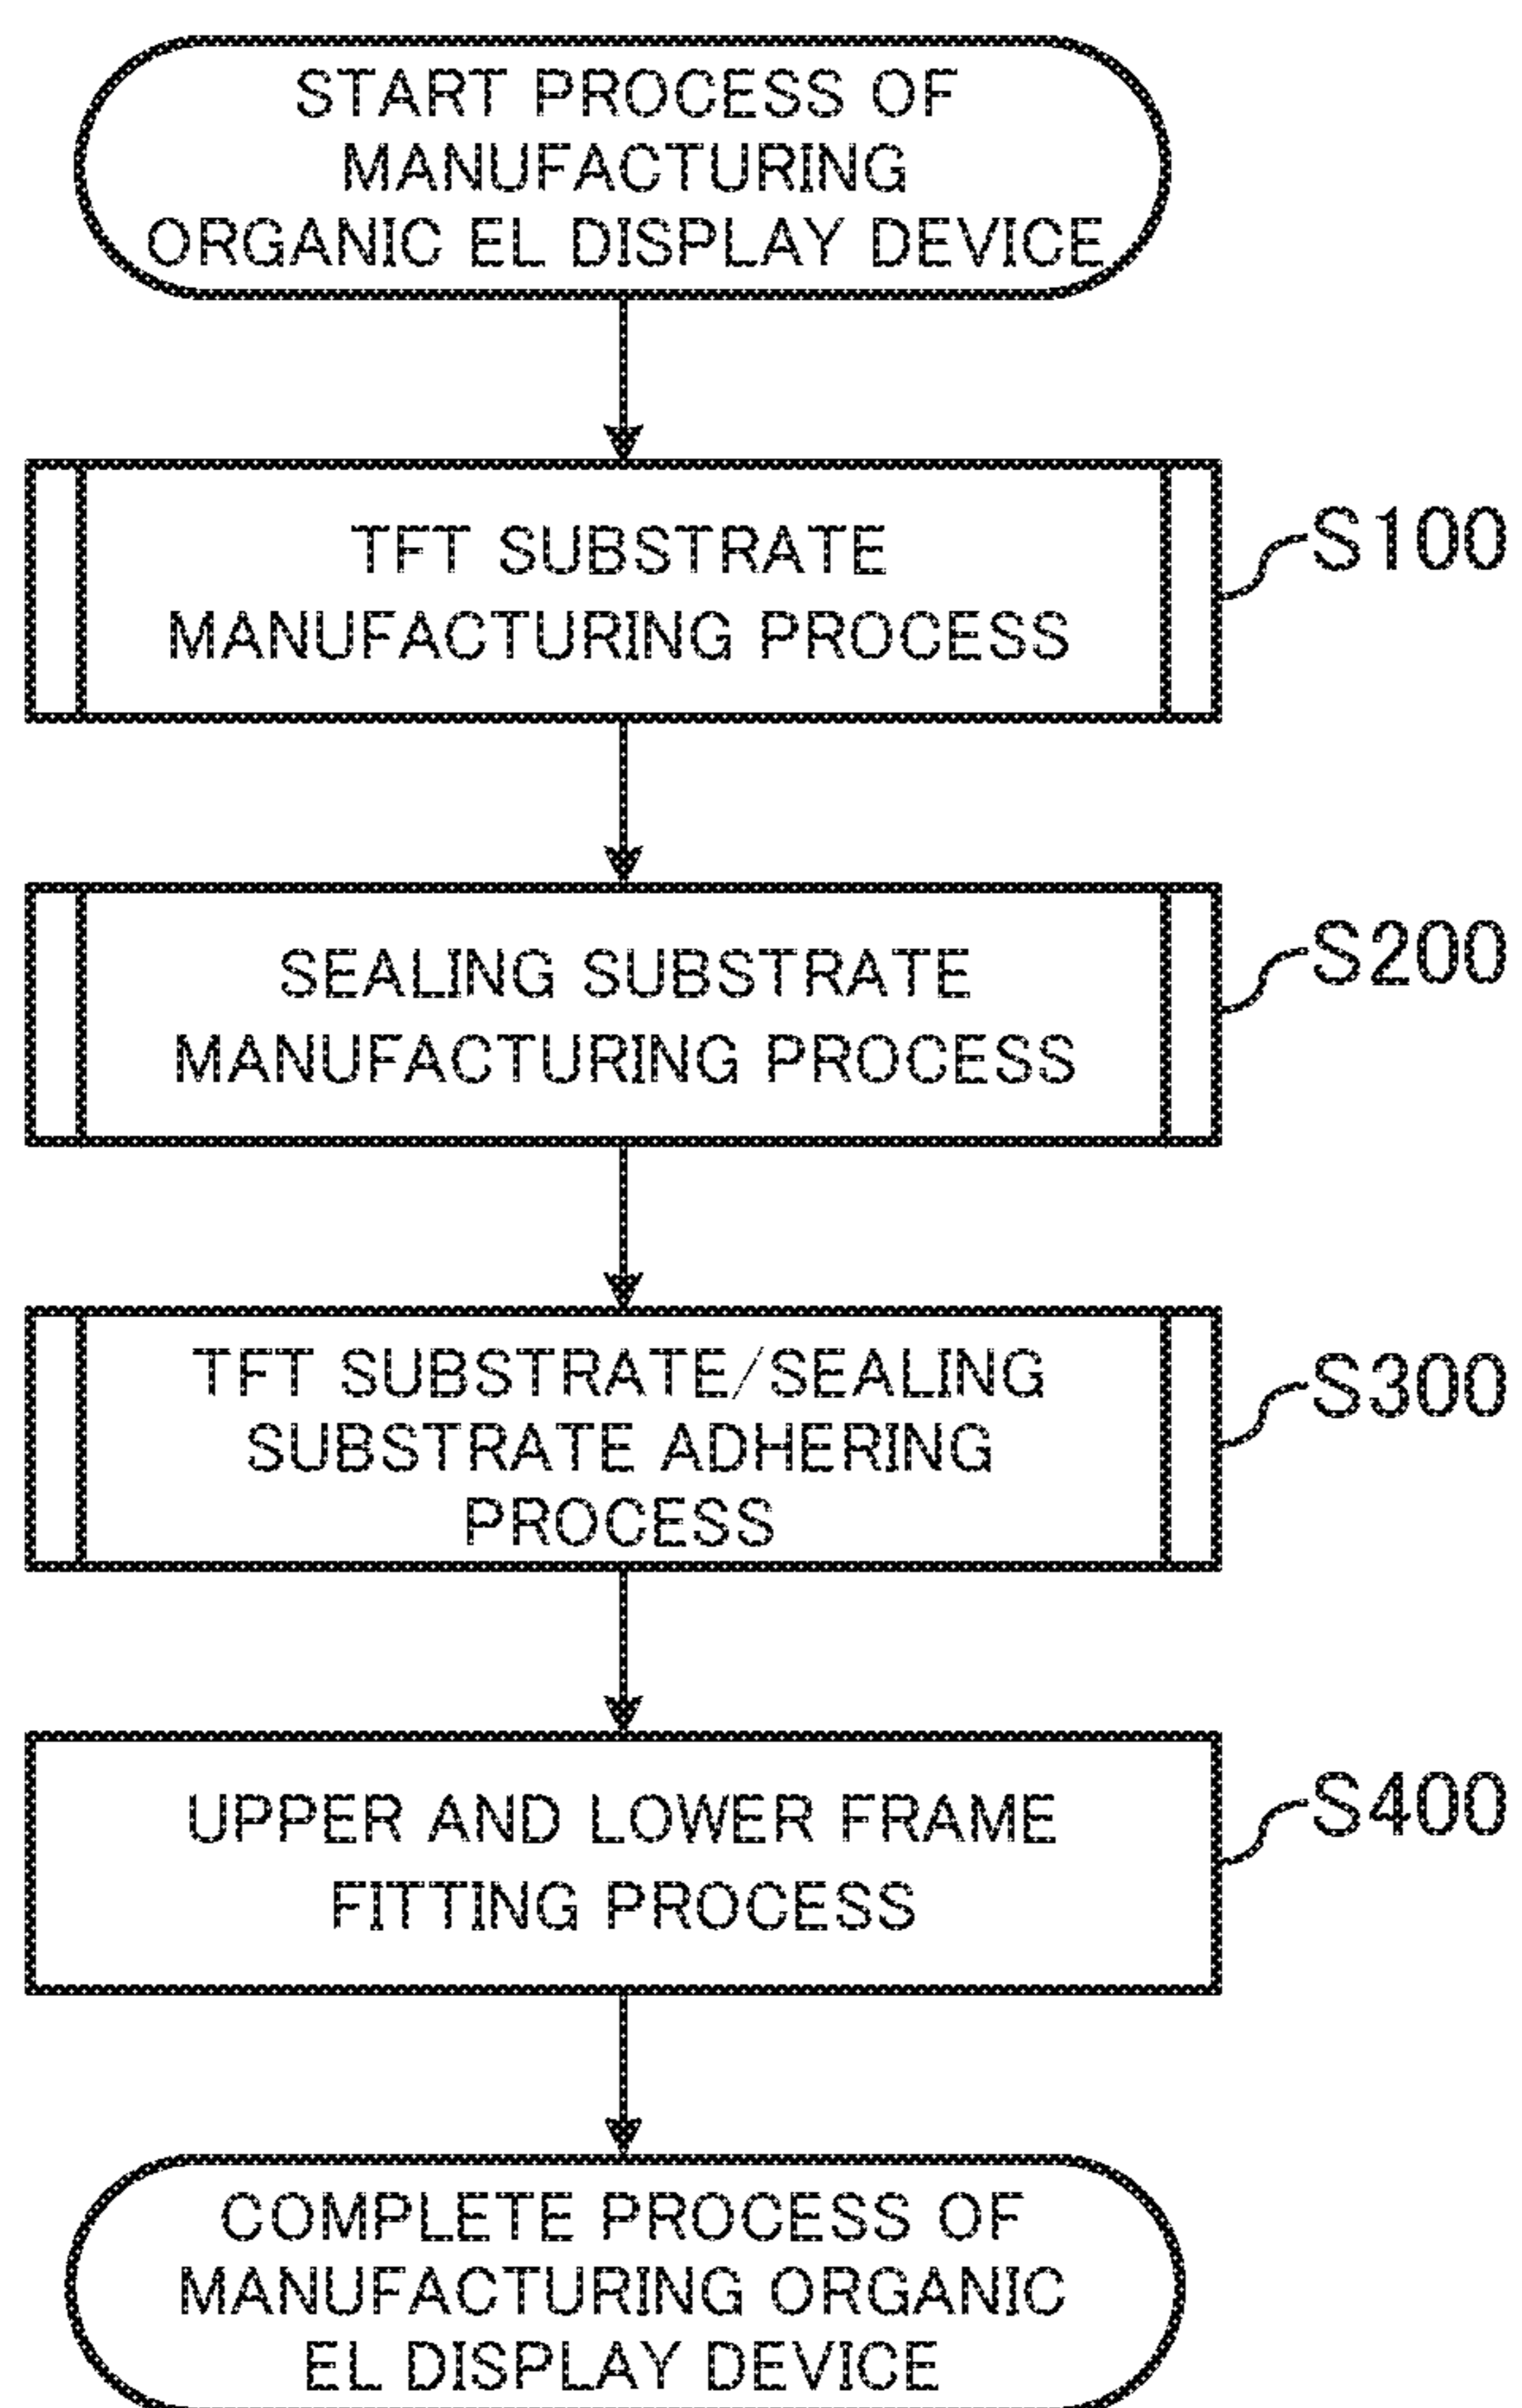 START PROCESS OF
MANUFACTURING
ORGANIC EL DISPLAY DEVICE
TFT SUBSTRATE
MANUFACTURING PROCESS
S100
SEALING SUBSTRATE
MANUFACTURING PROCESS
S200
TFT SUBSTRATE/SEALING
SUBSTRATE ADHERING
PROCESS
S300
UPPER AND LOWER FRAME
FITTING PROCESS
S400
COMPLETE PROCESS OF
MANUFACTURING ORGANIC
EL DISPLAY DEVICE